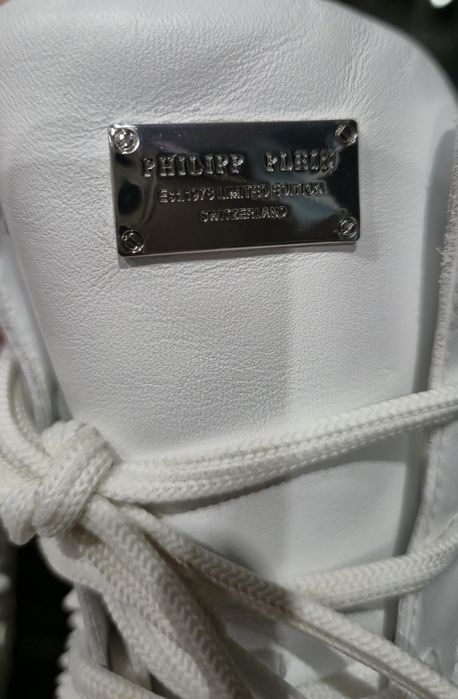 PHILIPP PLEIN
Est.1978 LIMITED EDITION
SWITZERLAND